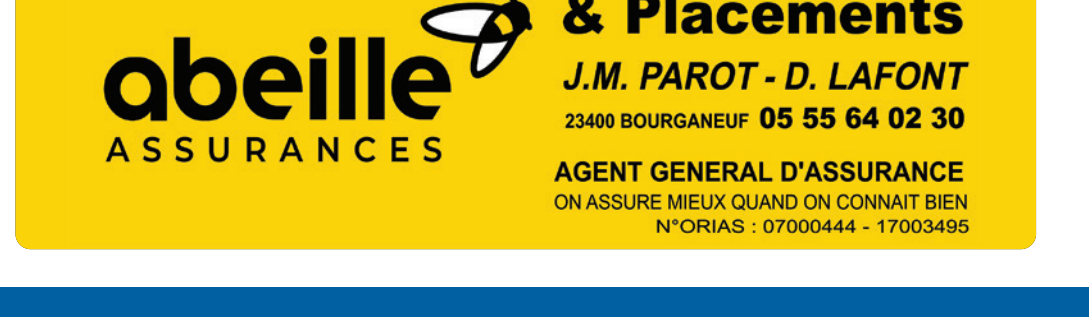 abeille
ASSURANCES
& Placements
J.M. PAROT - D. LAFONT
23400 BOURGANEUF 05 55 64 02 30
AGENT GENERAL D'ASSURANCE
ON ASSURE MIEUX QUAND ON CONNAIT BIEN
N°ORIAS : 07000444 - 17003495